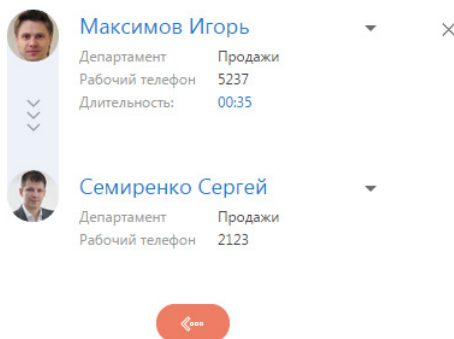 Максимов Игорь
Департамент Продажи
Рабочий телефон 5237
Длительность: 00:35
Семиренко Сергей
Департамент Продажи
Рабочий телефон 2123